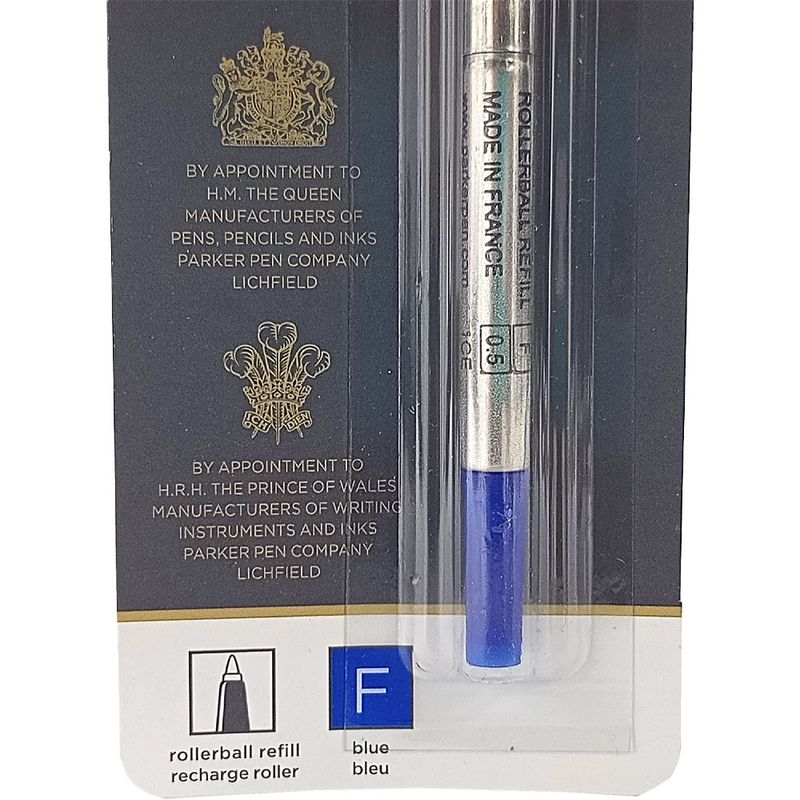 BY APPOINTMENT TO
H.M. THE QUEEN
MANUFACTURERS OF
PENS, PENCILS AND INKS
PARKER PEN COMPANY
LICHFIELD
ICH DIEN
BY APPOINTMENT TO
H.R.H. THE PRINCE OF WALES
MANUFACTURERS OF WRITING
INSTRUMENTS AND INKS
PARKER PEN COMPANY
LICHFIELD
ROLLERBALL REFILL F
MADE IN FRANCE 0.5
F
rollerball refill
recharge roller
blue
bleu